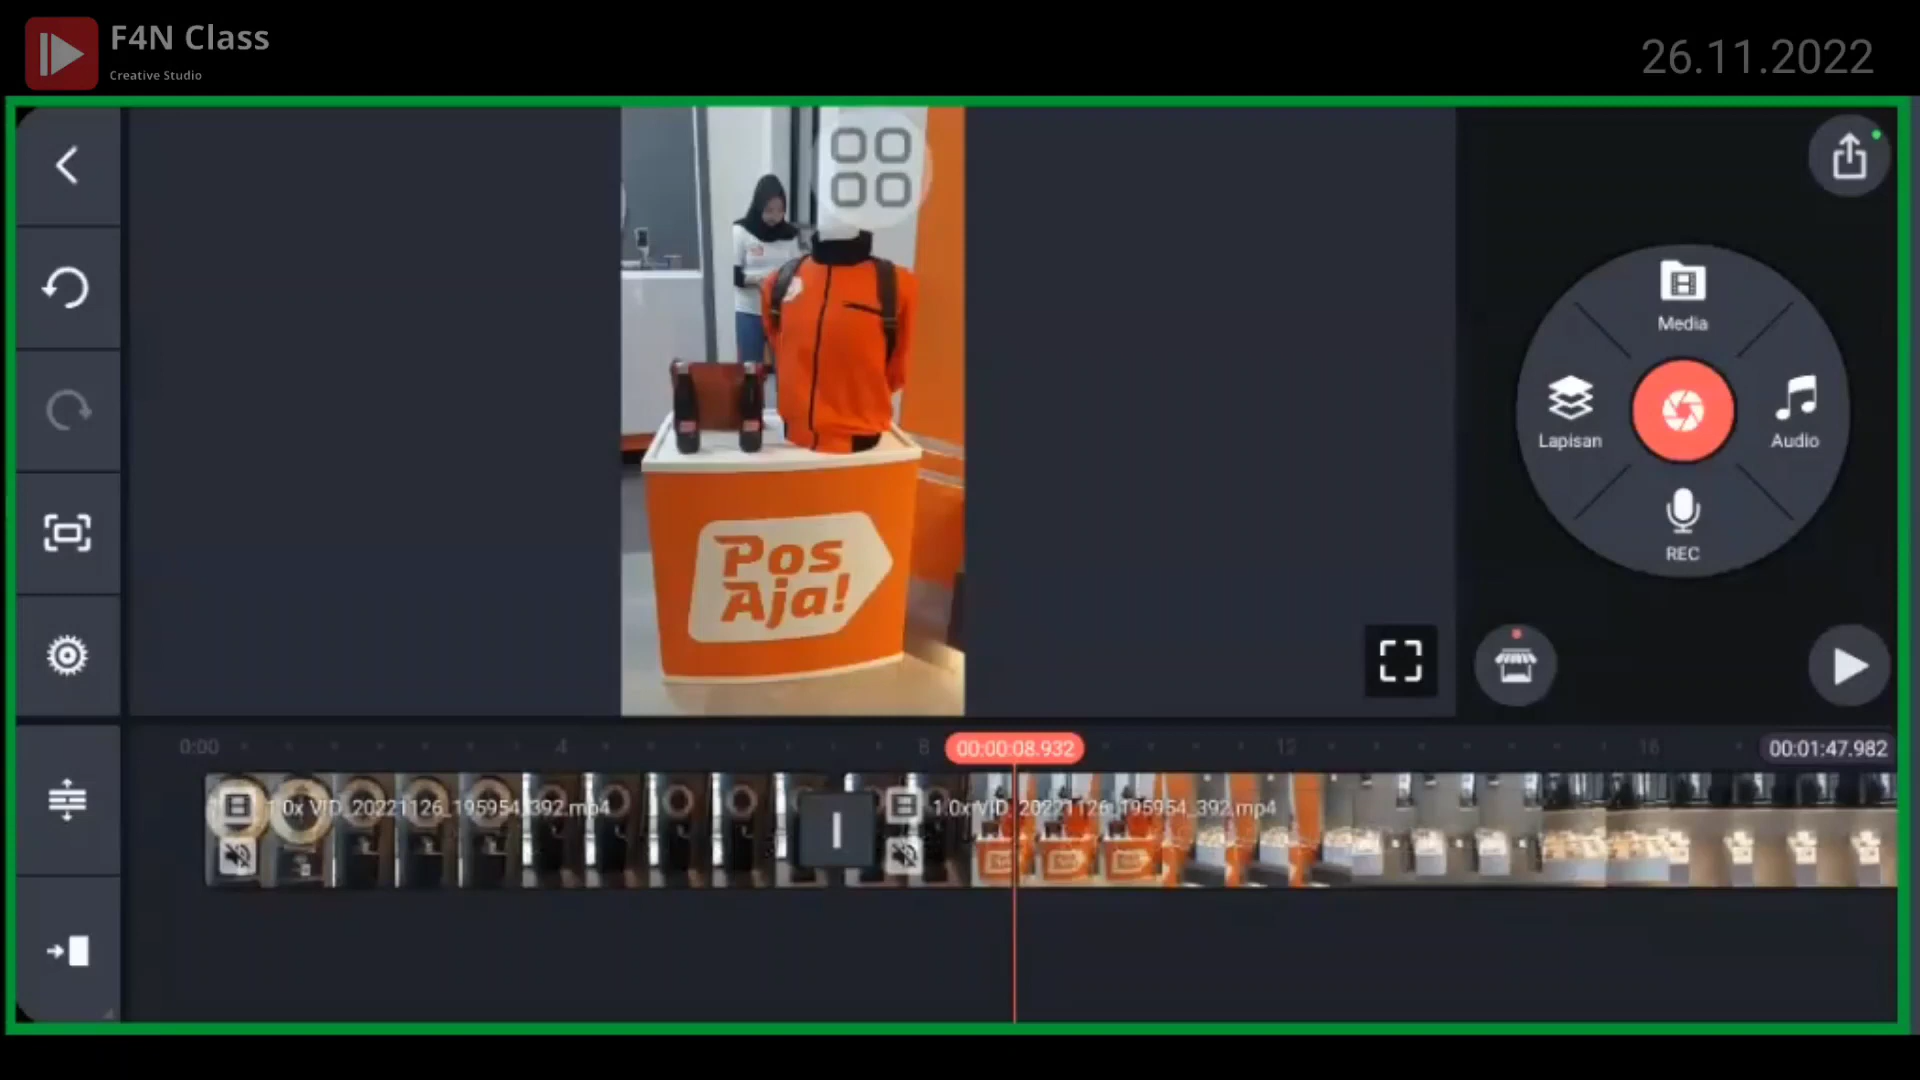 F4N Class
Creative Studio
26.11.2022
Media
Lapisan
Audio
REC
Pos
Aja!
0:00
4
8
00:00:08.932
12
16
00:01:47.982
1.0x VID_20221126_195954_392.mp4
1.0x VID_20221126_195954_392.mp4